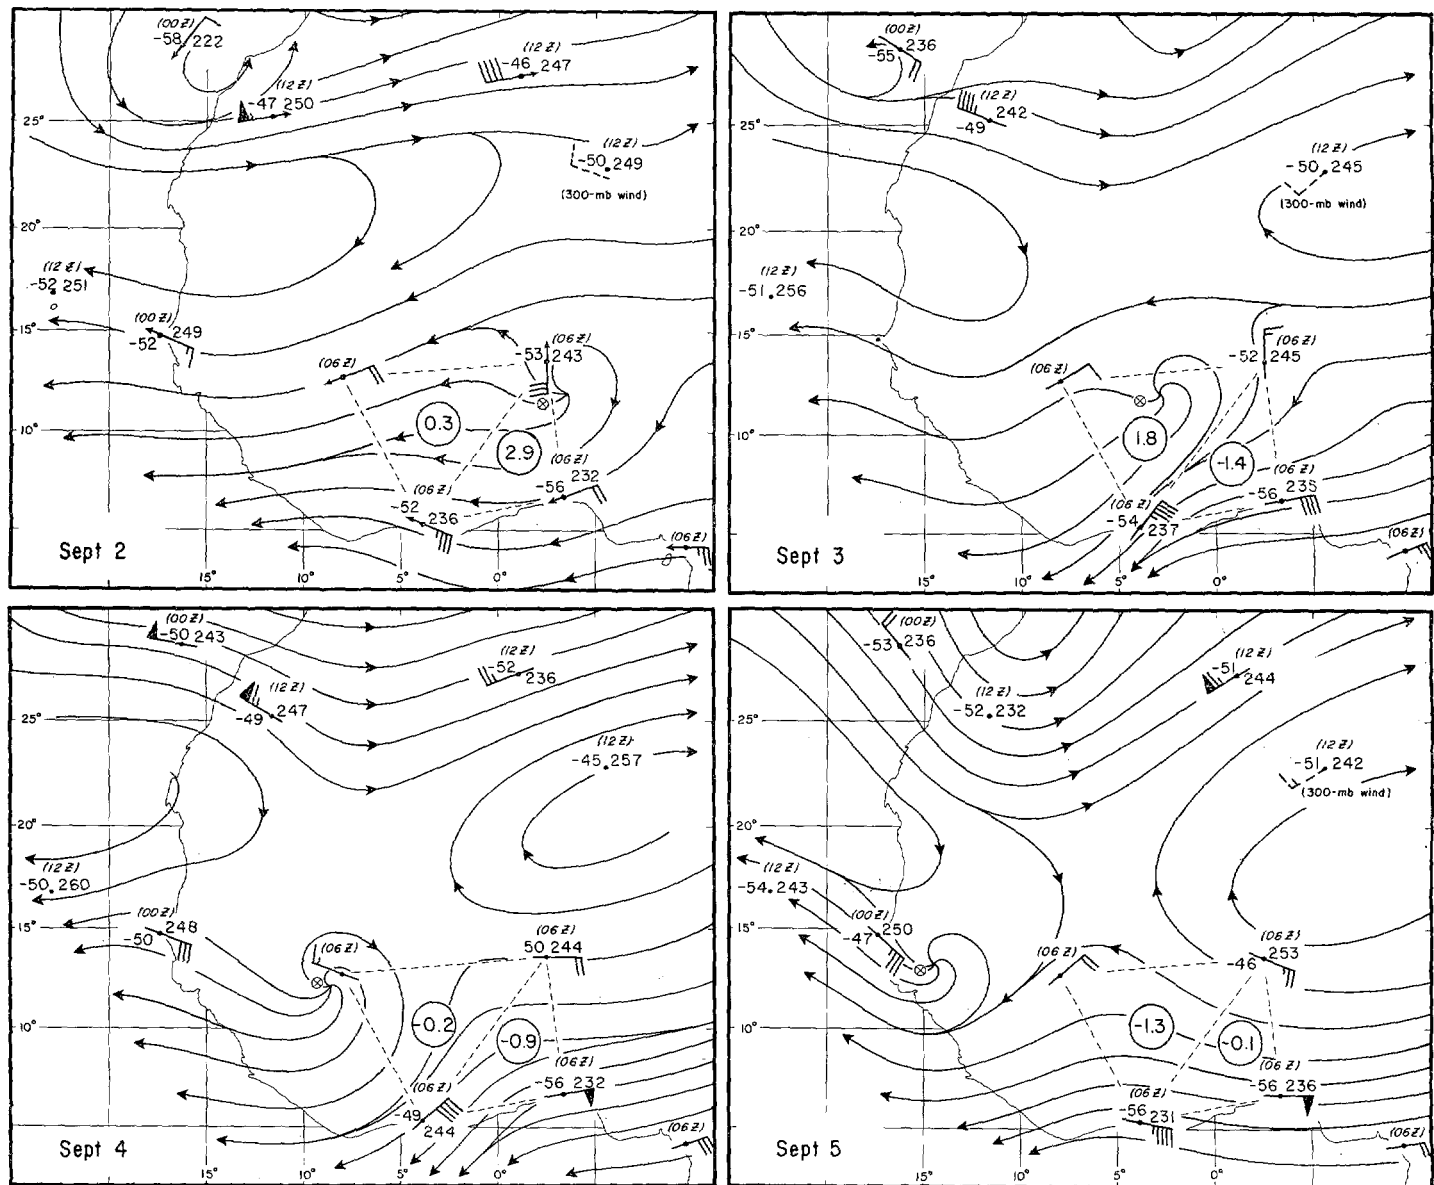 (00Z)
-58 222
(12Z)
-46 247
(12Z)
-47 250
25°
(12Z)
-50 249
(300-mb wind)
20°
(12Z)
-52 251
15°
(00Z)
249
-52
(06Z)
(06Z)
-53 243
10°
0.3
2.9
(06Z)
232
-56
(06Z)
-52
236
(06Z)
Sept 2
15°
10°
5°
0°
(00Z)
236
-55
(12Z)
242
-49
25°
(12Z)
-50 245
(300-mb wind)
20°
(12Z)
-51 256
15°
(06Z)
-52 245
(06Z)
10°
1.8
-1.4
(06Z)
-56
(06Z)
-54
237
(06Z)
Sept 3
15°
10°
5°
0°
(00Z)
-50 243
(12Z)
-52
236
(12Z)
-49 247
25°
(12Z)
-45 257
20°
(12Z)
-50 260
15°
(00Z)
248
-50
(06Z)
(06Z)
50 244
10°
-0.2
-0.9
(06Z)
-56 232
(06Z)
-49
244
(06Z)
Sept 4
15°
10°
5°
0°
(00Z)
-53 236
(12Z)
-51
244
(12Z)
-52 232
25°
(12Z)
-51 242
(300-mb wind)
20°
(12Z)
-54 243
(00Z)
250
-47
15°
(06Z)
(06Z)
253
-46
10°
-1.3
-0.1
(06Z)
-56 236
(06Z)
-56
231
(06Z)
Sept 5
15°
10°
5°
0°